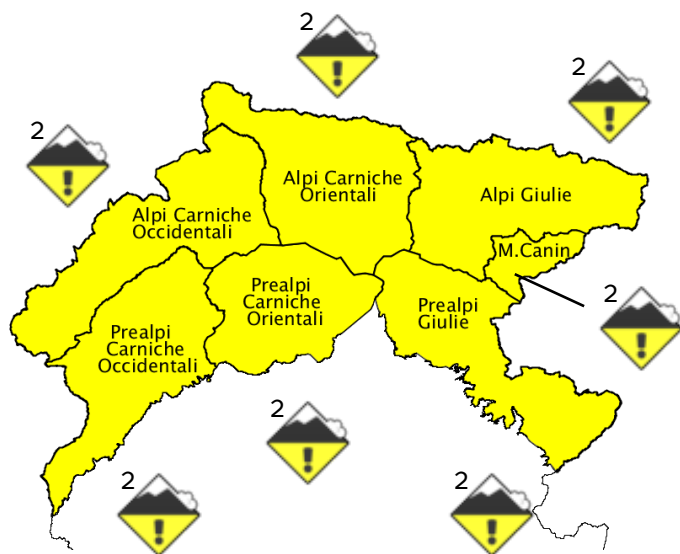 2
2
2
Alpi Carniche
Orientali
Alpi Giulie
Alpi Carniche
Occidentali
M.Canin
Prealpi
Carniche
Orientali
Prealpi
Giulie
2
Prealpi
Carniche
Occidentali
2
2
2